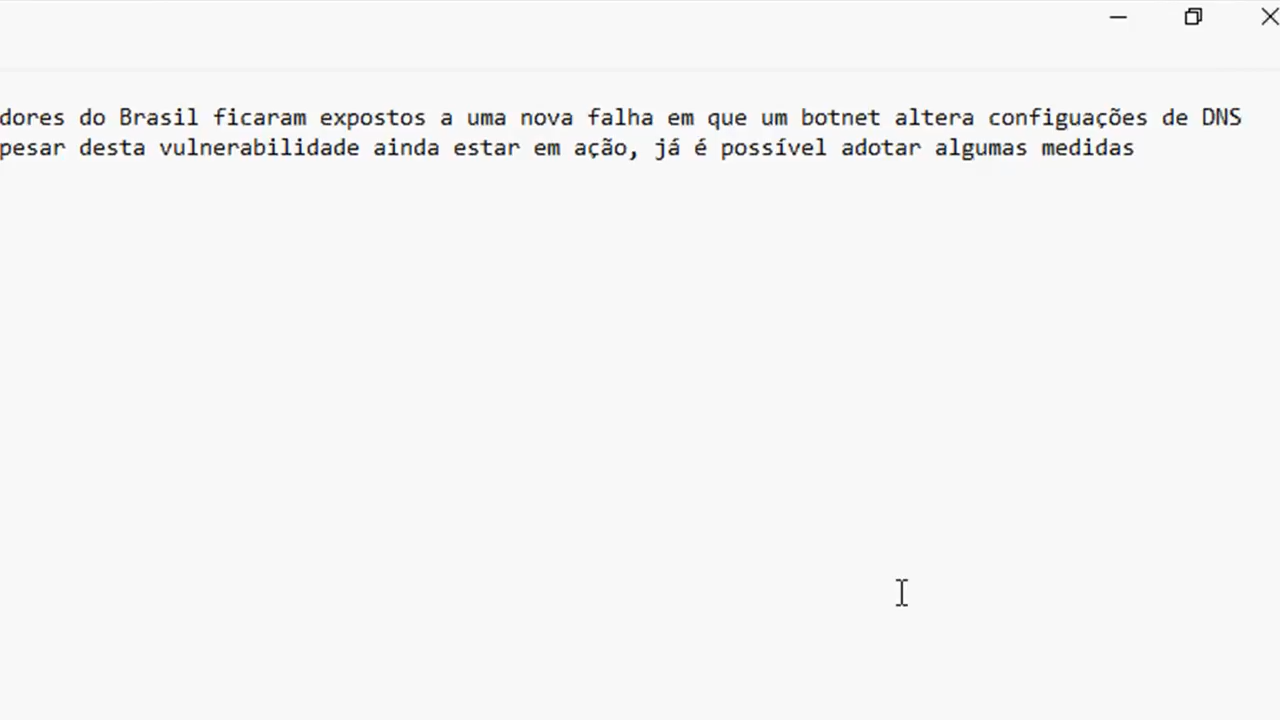 dores do Brasil ficaram expostos a uma nova falha em que um botnet altera configuações de DNS
pesar desta vulnerabilidade ainda estar em ação, já é possível adotar algumas medidas